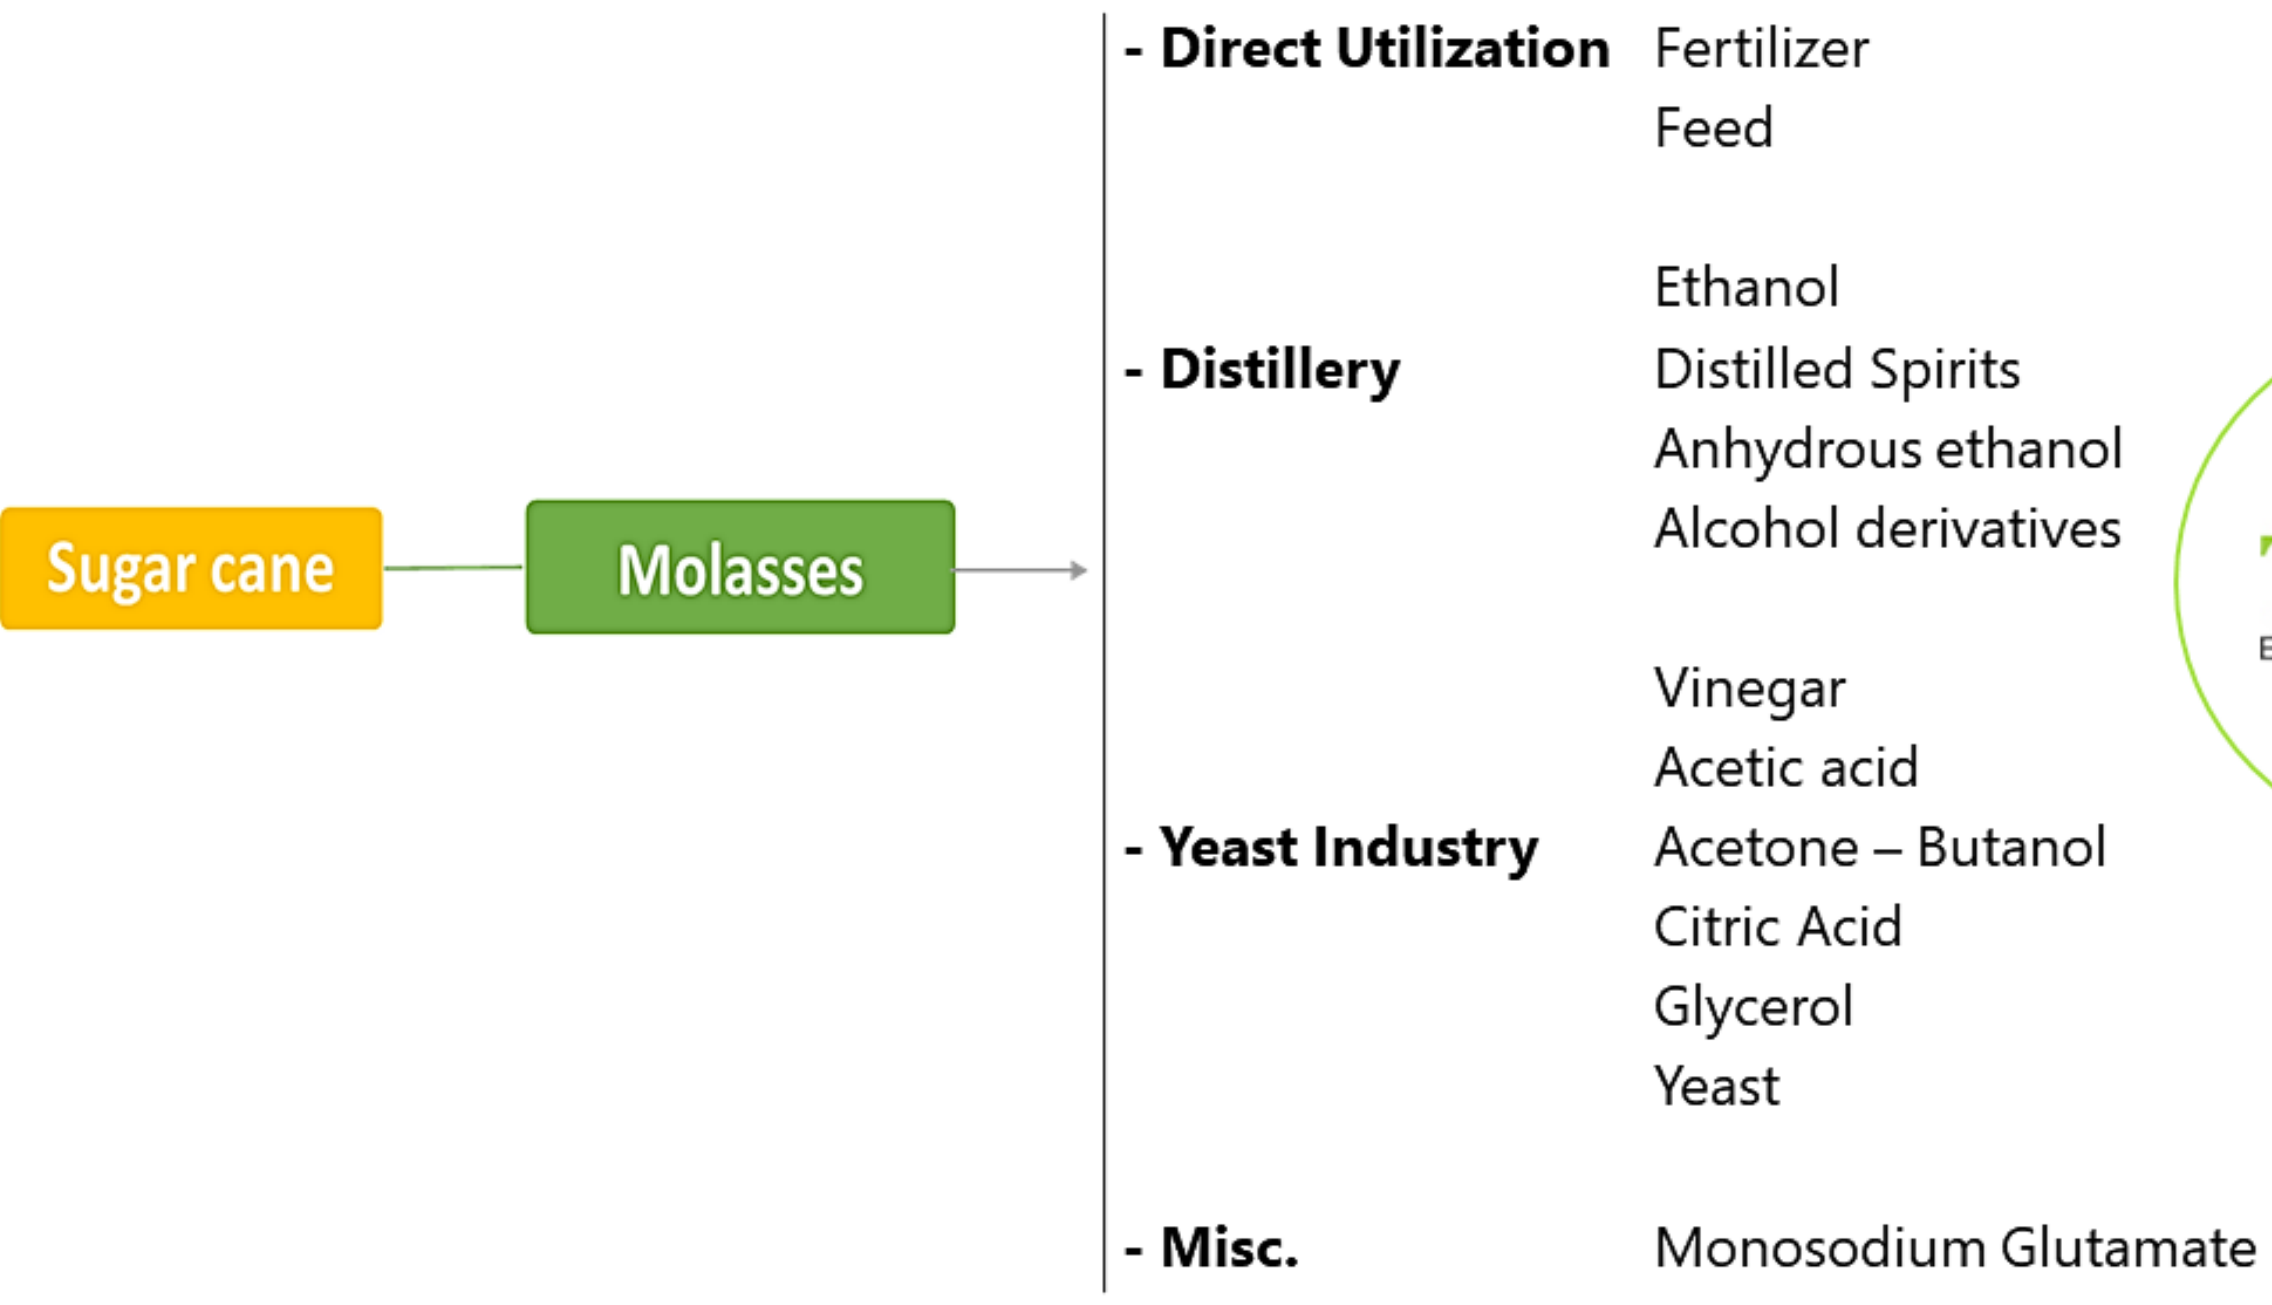 - Direct Utilization Fertilizer
Feed
Ethanol
- Distillery Distilled Spirits
Anhydrous ethanol
Alcohol derivatives
Sugar cane
Molasses
Vinegar
Acetic acid
- Yeast Industry Acetone – Butanol
Citric Acid
Glycerol
Yeast
- Misc. Monosodium Glutamate